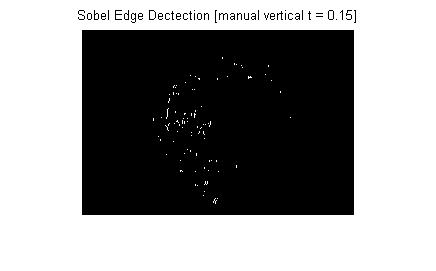 Sobel Edge Dectection [manual vertical t = 0.15]